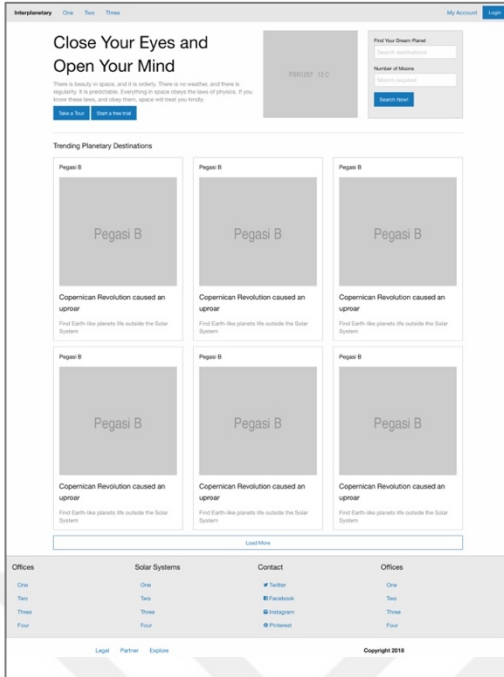 Interplanetary One Two Three My Account Login
Close Your Eyes and
Open Your Mind
There is beauty in space, and it is orderly. There is no weather, and there is
regularity. It is predictable. Everything in space obeys the laws of physics. If you
know these laws, and obey them, space will treat you kindly.
Take a Tour Start a free trial
PSR1257 12 C
Find Your Dream Planet
Search destinations
Number of Moons
Moons required
Search Now!
Trending Planetary Destinations
Pegasi B Pegasi B Pegasi B
Pegasi B Pegasi B Pegasi B
Copernican Revolution caused an Copernican Revolution caused an Copernican Revolution caused an
uproar uproar uproar
Find Earth-like planets life outside the Solar Find Earth-like planets life outside the Solar Find Earth-like planets life outside the Solar
System System System
Pegasi B Pegasi B Pegasi B
Pegasi B Pegasi B Pegasi B
Copernican Revolution caused an Copernican Revolution caused an Copernican Revolution caused an
uproar uproar uproar
Find Earth-like planets life outside the Solar Find Earth-like planets life outside the Solar Find Earth-like planets life outside the Solar
System System System
Load More
Offices Solar Systems Contact Offices
One One Twitter One
Two Two Facebook Two
Three Three Instagram Three
Four Four Pinterest Four
Legal Partner Explore Copyright 2018